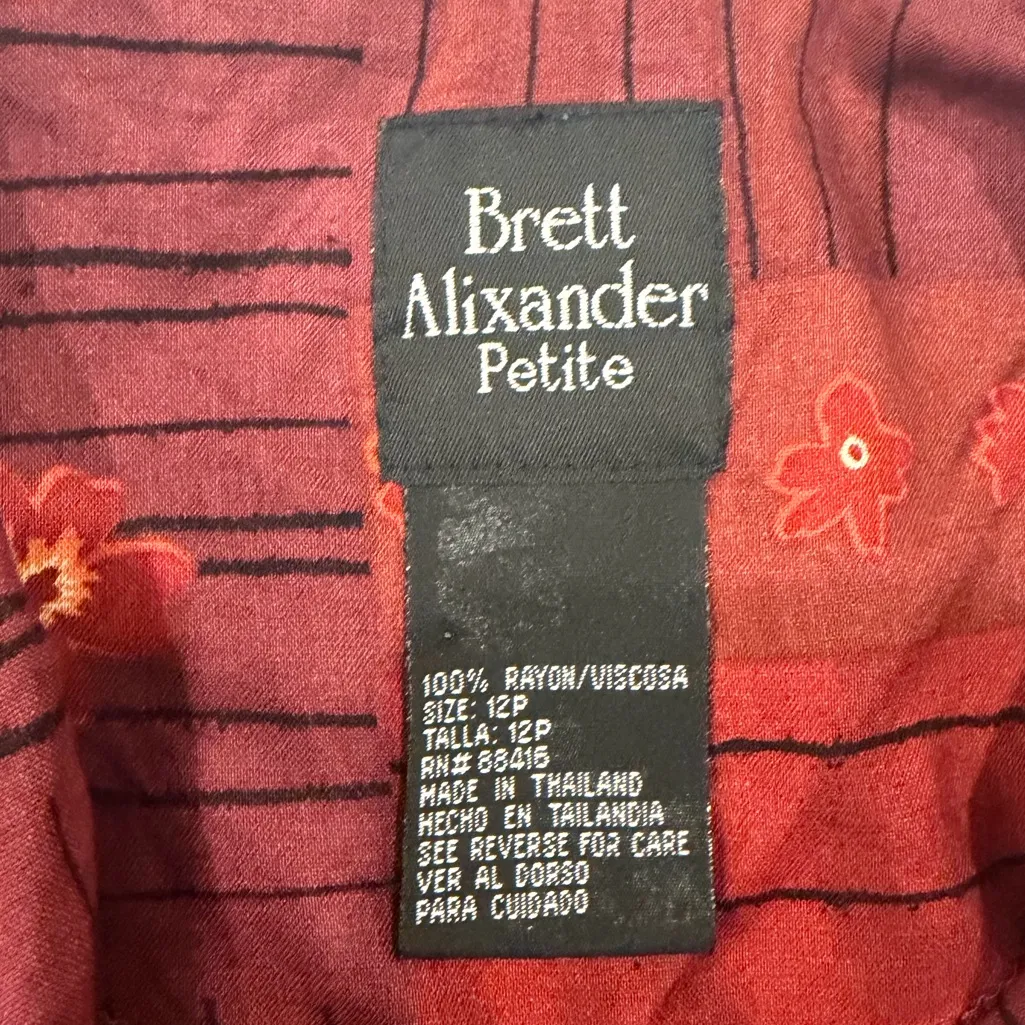 Brett
Alixander
Petite
100% RAYON/VISCOSA
SIZE: 12P
TALLA: 12P
RN# 88416
MADE IN THAILAND
HECHO EN TAILANDIA
SEE REVERSE FOR CARE
VER AL DORSO
PARA CUIDADO